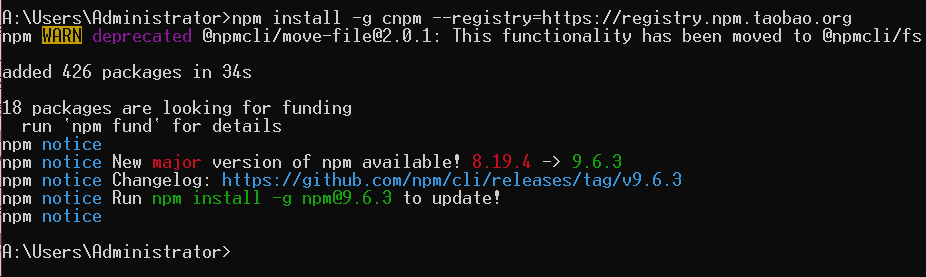 A:\Users\Administrator>npm install -g cnpm --registry=https://registry.npm.taobao.org
npm WARN deprecated @npmcli/move-file@2.0.1: This functionality has been moved to @npmcli/fs
added 426 packages in 34s
18 packages are looking for funding
  run `npm fund` for details
npm notice
npm notice New major version of npm available! 8.19.4 -> 9.6.3
npm notice Changelog: https://github.com/npm/cli/releases/tag/v9.6.3
npm notice Run npm install -g npm@9.6.3 to update!
npm notice
A:\Users\Administrator>